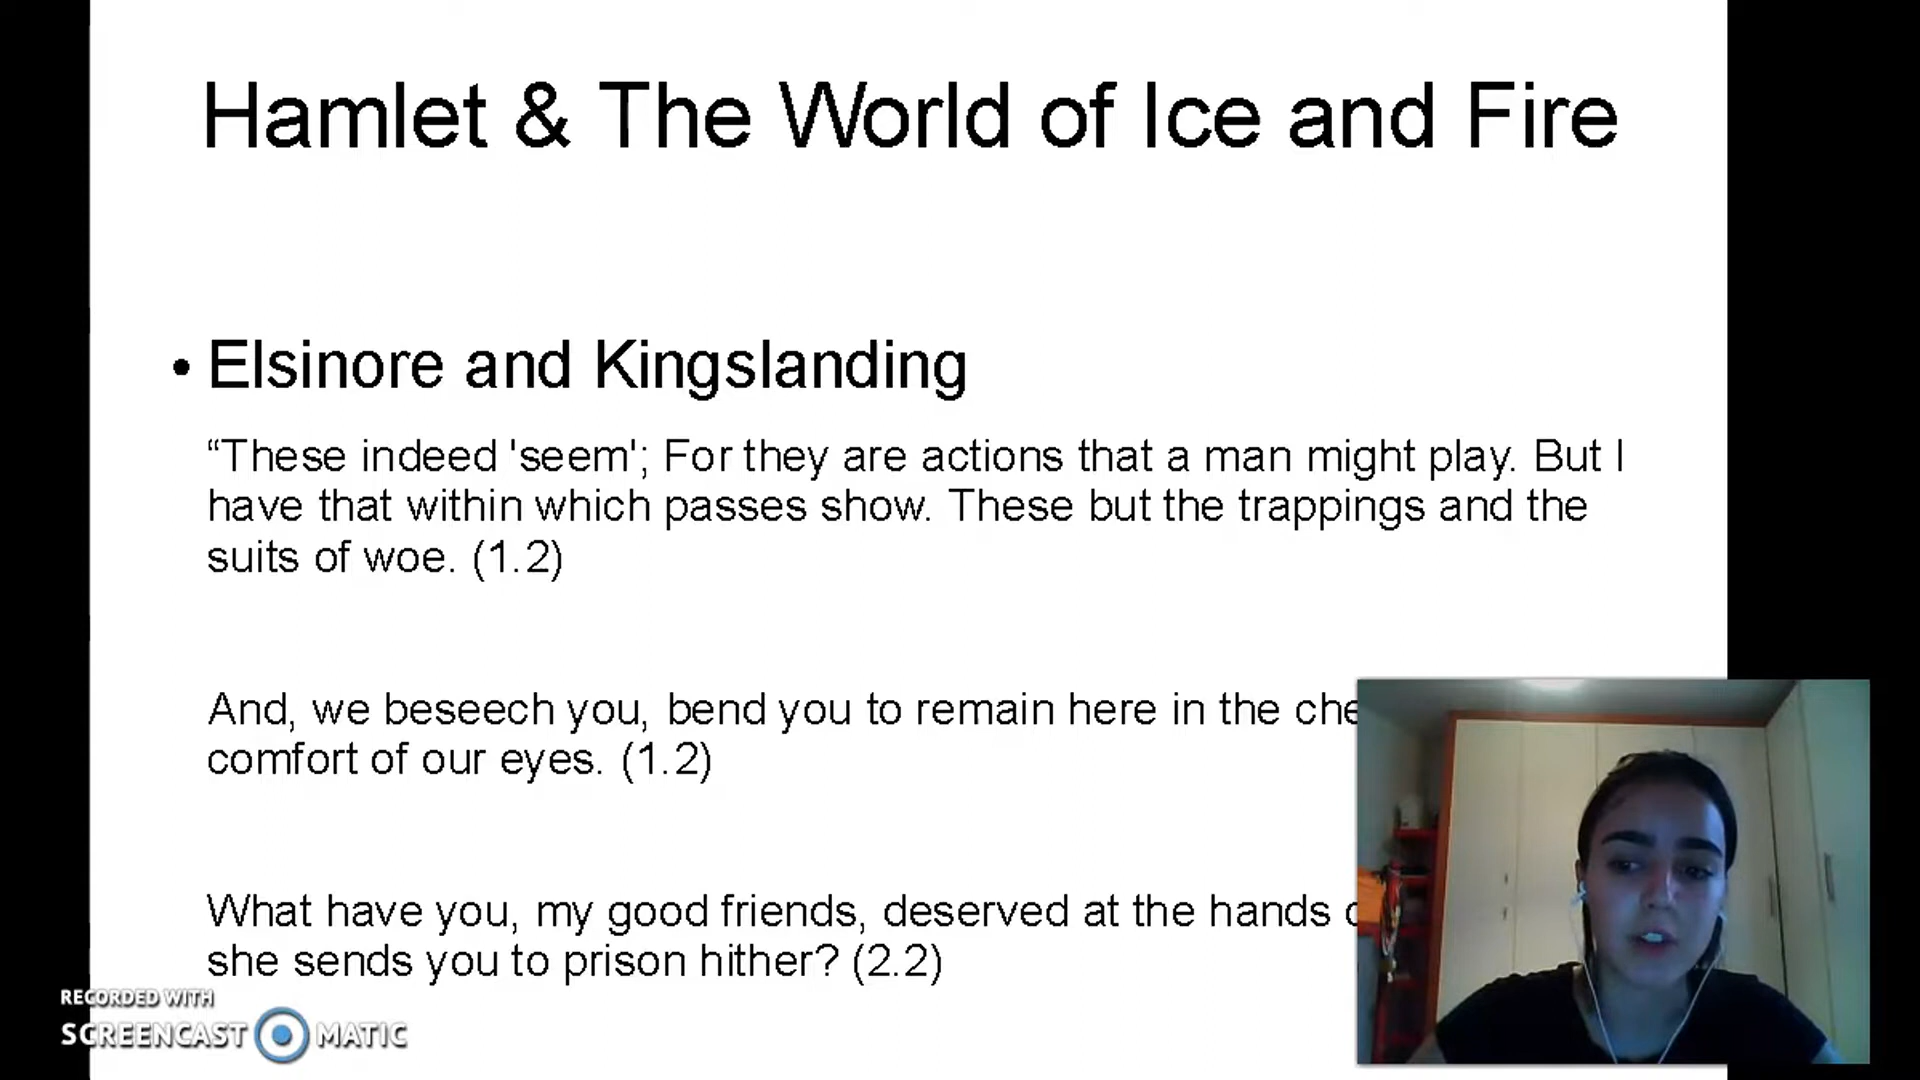 Hamlet & The World of Ice and Fire
• Elsinore and Kingslanding
“These indeed 'seem'; For they are actions that a man might play. But I
have that within which passes show. These but the trappings and the
suits of woe. (1.2)
And, we beseech you, bend you to remain here in the
comfort of our eyes. (1.2)
What have you, my good friends, deserved at the hands
she sends you to prison hither? (2.2)
RECORDED WITH
SCREENCAST MATIC